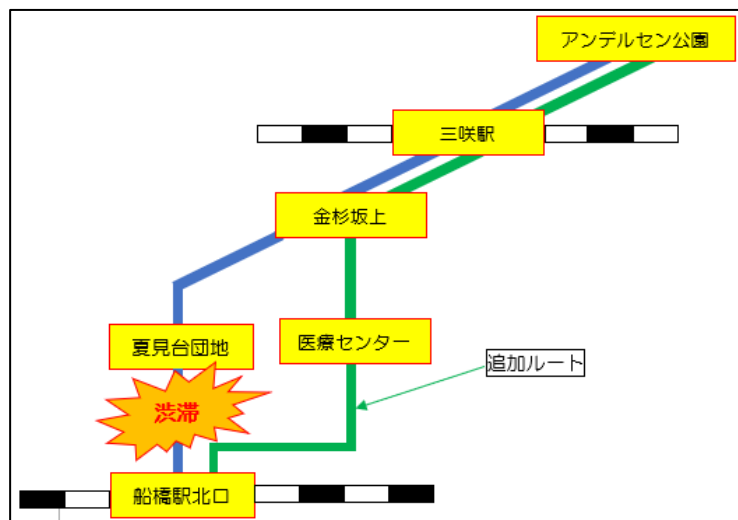 アンデルセン公園
三咲駅
金杉坂上
夏見台団地
医療センター
追加ルート
渋滞
船橋駅北口